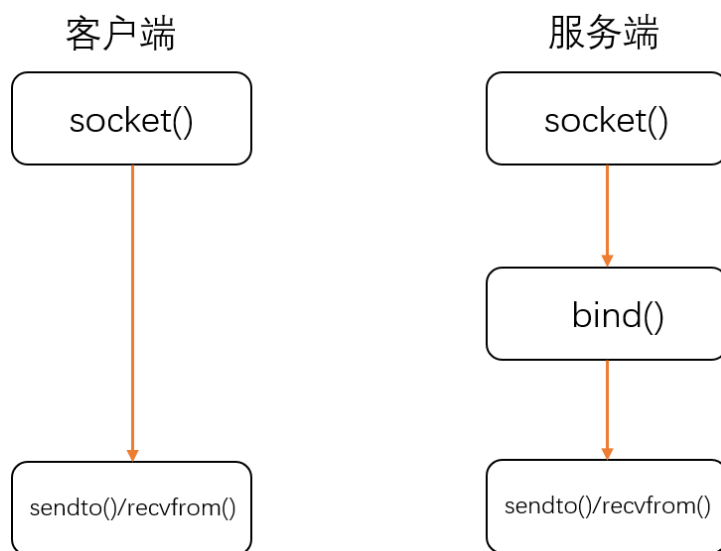 客户端
服务端
socket()
socket()
bind()
sendto()/recvfrom()
sendto()/recvfrom()